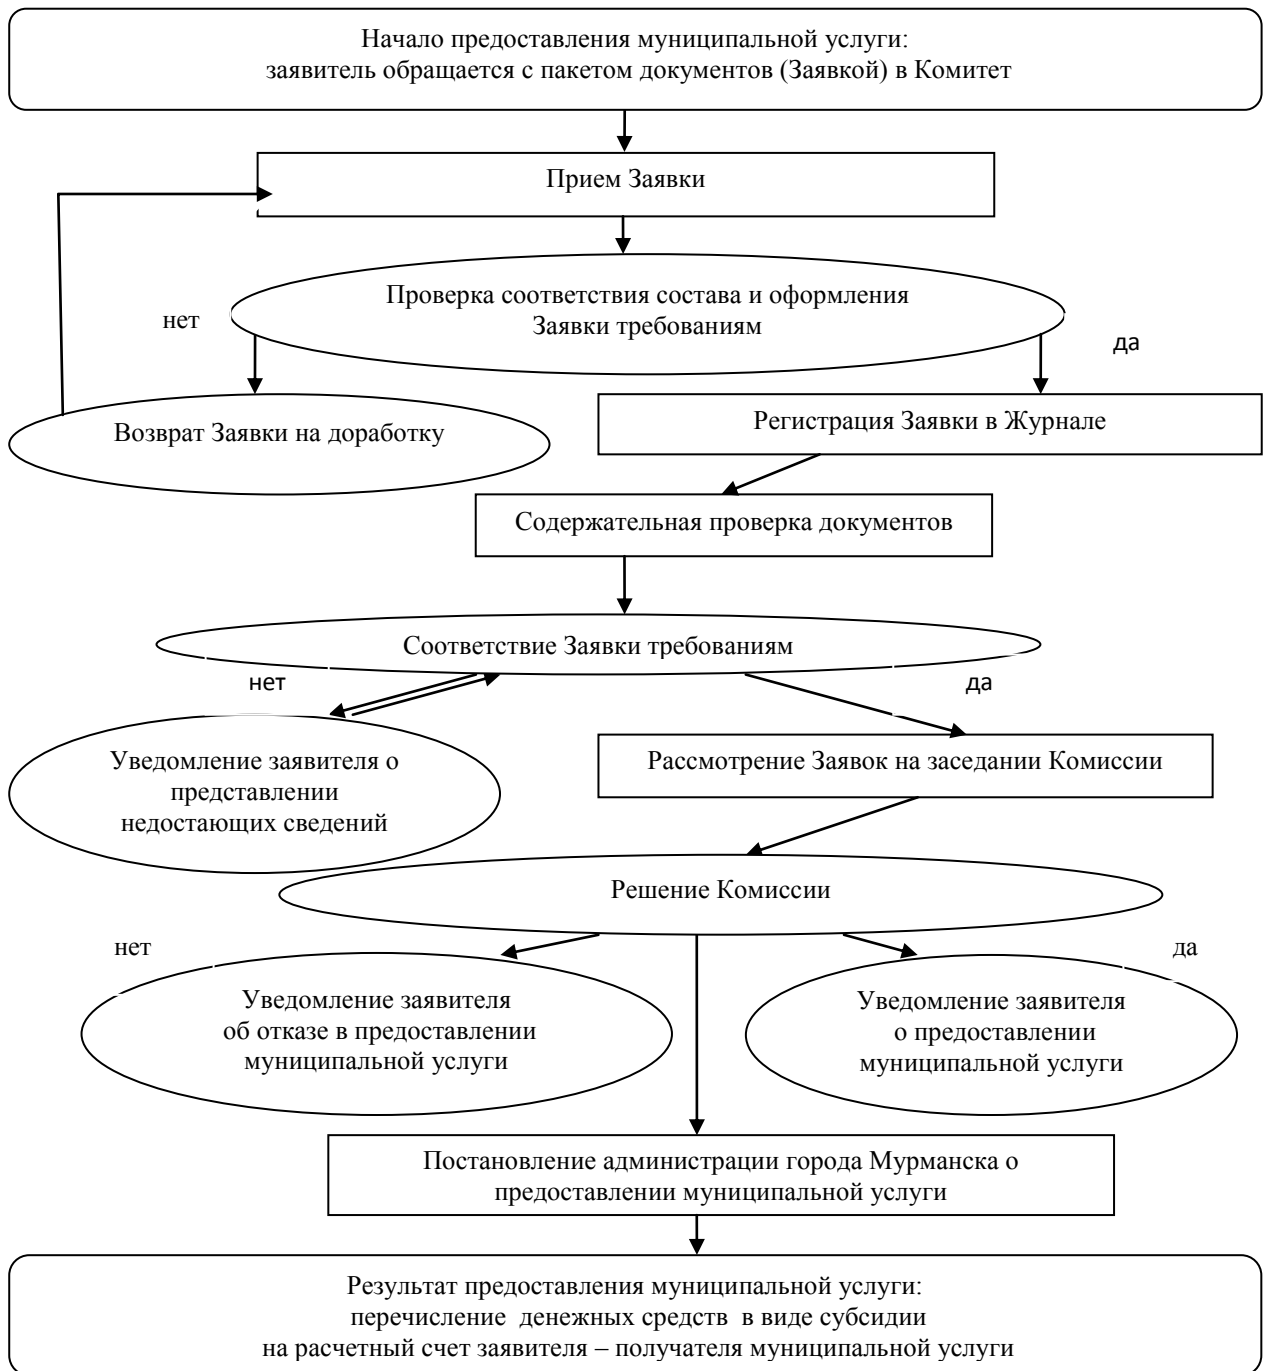 Начало предоставления муниципальной услуги:
заявитель обращается с пакетом документов (Заявкой) в Комитет
Прием Заявки
Проверка соответствия состава и оформления
Заявки требованиям
нет
да
Возврат Заявки на доработку
Регистрация Заявки в Журнале
Содержательная проверка документов
Соответствие Заявки требованиям
нет
да
Уведомление заявителя о
представлении
недостающих сведений
Рассмотрение Заявок на заседании Комиссии
Решение Комиссии
нет
да
Уведомление заявителя
об отказе в предоставлении
муниципальной услуги
Уведомление заявителя
о предоставлении
муниципальной услуги
Постановление администрации города Мурманска о
предоставлении муниципальной услуги
Результат предоставления муниципальной услуги:
перечисление денежных средств в виде субсидии
на расчетный счет заявителя – получателя муниципальной услуги